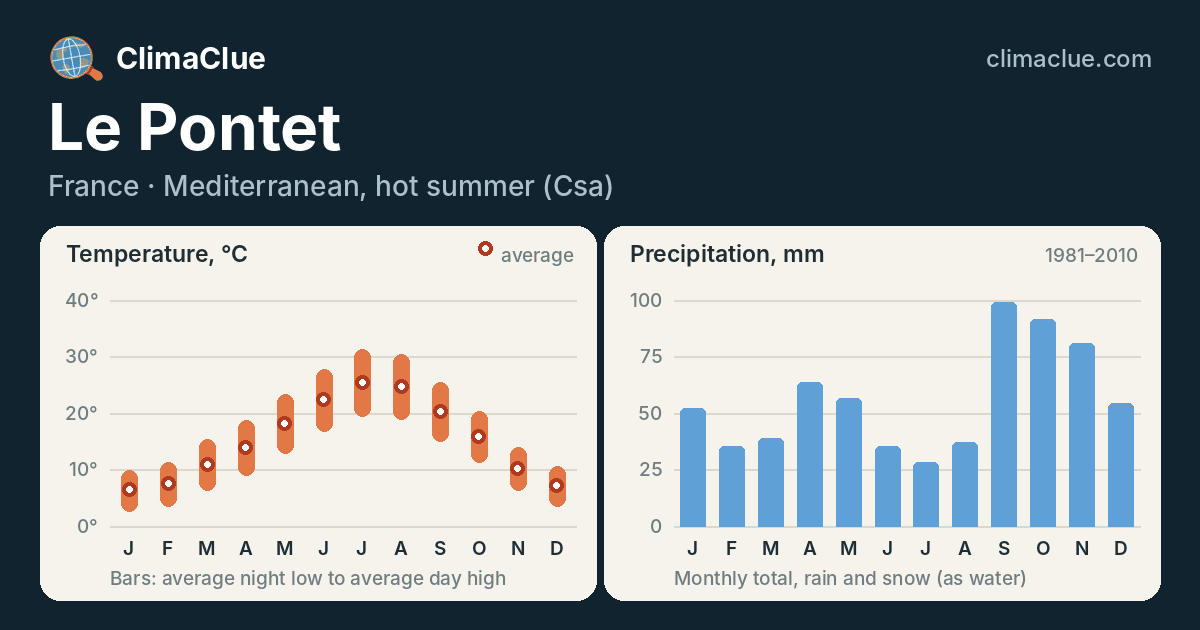 ClimaClue
climaclue.com
Le Pontet
France · Mediterranean, hot summer (Csa)
Temperature, °C
average
40°
30°
20°
10°
0°
J F M A M J J A S O N D
Bars: average night low to average day high
Precipitation, mm
1981–2010
100
75
50
25
0
J F M A M J J A S O N D
Monthly total, rain and snow (as water)